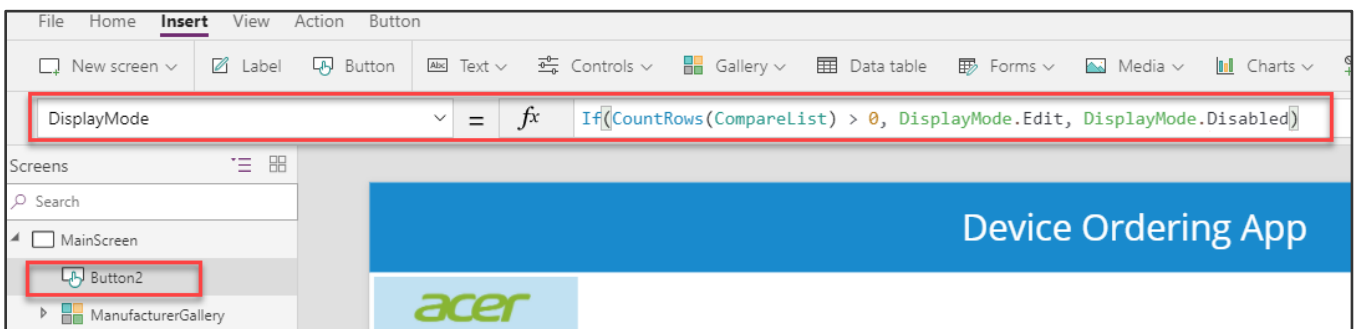 File Home Insert View Action Button
New screen Label Button Abc Text Controls Gallery Data table Forms Media Charts
DisplayMode = fx If(CountRows(CompareList) > 0, DisplayMode.Edit, DisplayMode.Disabled)
Screens
Search
MainScreen
Device Ordering App
Button2
ManufacturerGallery
acer